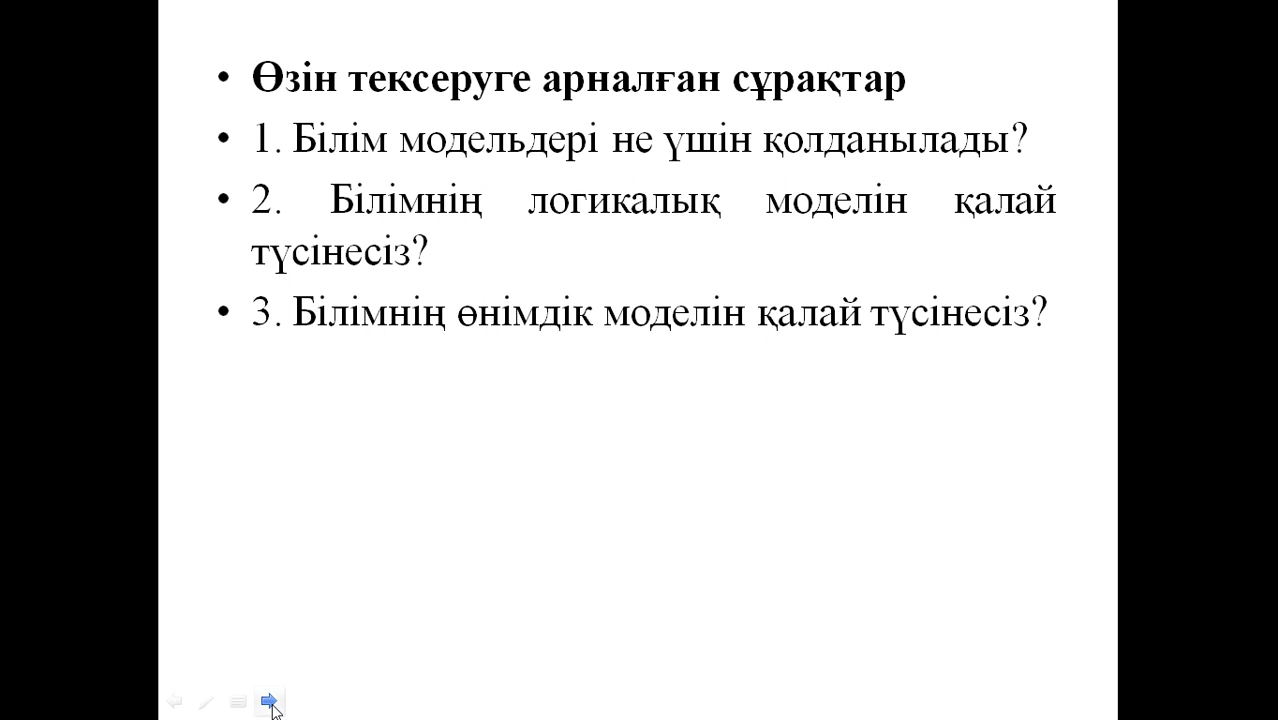 • Өзін тексеруге арналған сұрақтар
• 1. Білім модельдері не үшін қолданылады?
• 2. Білімнің логикалық моделін қалай
түсінесіз?
• 3. Білімнің өнімдік моделін қалай түсінесіз?